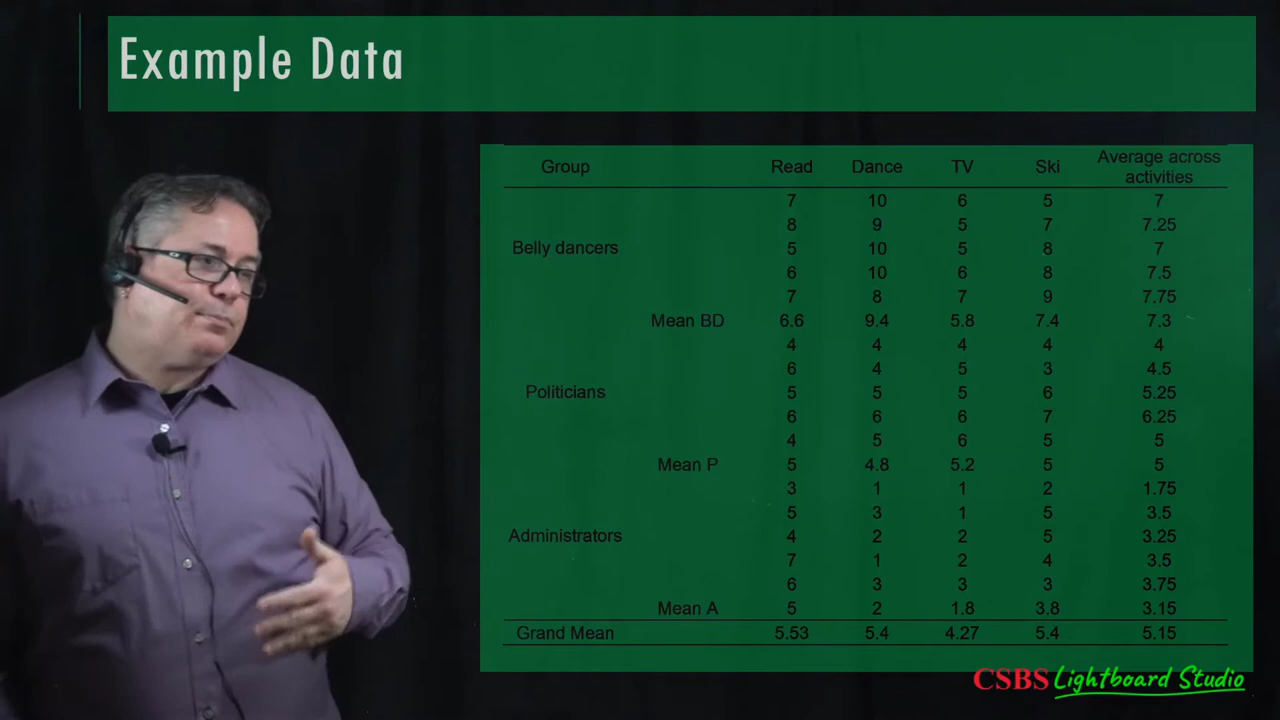 Example Data
Group Read Dance TV Ski Average across activities
7 10 6 5 7
8 9 5 7 7.25
Belly dancers 5 10 5 8 7
6 10 6 8 7.5
7 8 7 9 7.75
Mean BD 6.6 9.4 5.8 7.4 7.3
4 4 4 4 4
6 4 5 3 4.5
Politicians 5 5 5 6 5.25
6 6 6 7 6.25
4 5 6 5 5
Mean P 5 4.8 5.2 5 5
3 1 1 2 1.75
5 3 1 5 3.5
Administrators 4 2 2 5 3.25
7 1 2 4 3.5
6 3 3 3 3.75
Mean A 5 2 1.8 3.8 3.15
Grand Mean 5.53 5.4 4.27 5.4 5.15
CSBS Lightboard Studio